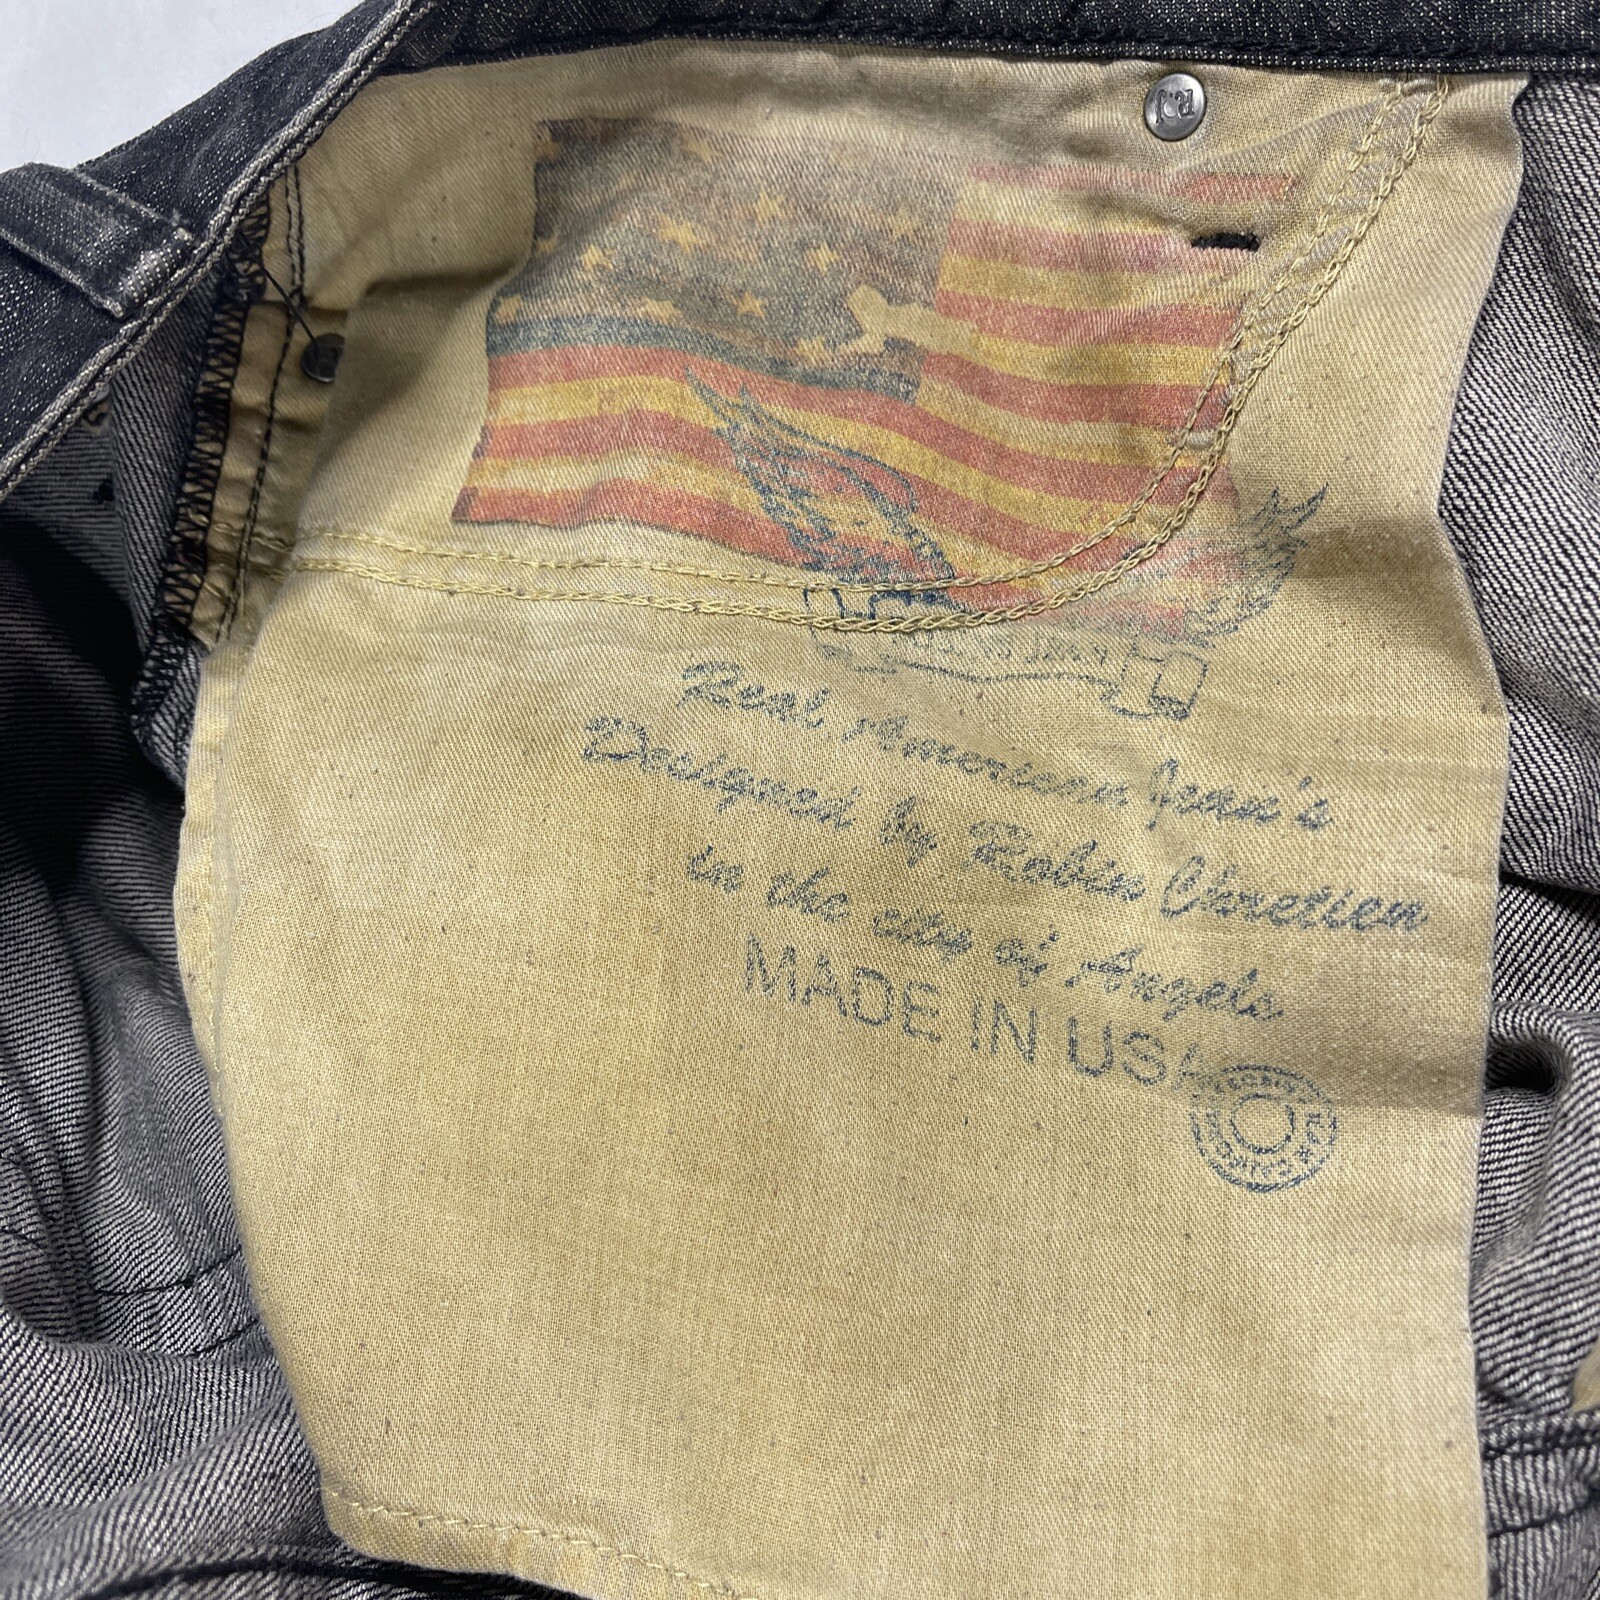 R.J
Real American Jean's
Designed by Robin Chretien
in the city of Angels
MADE IN USA